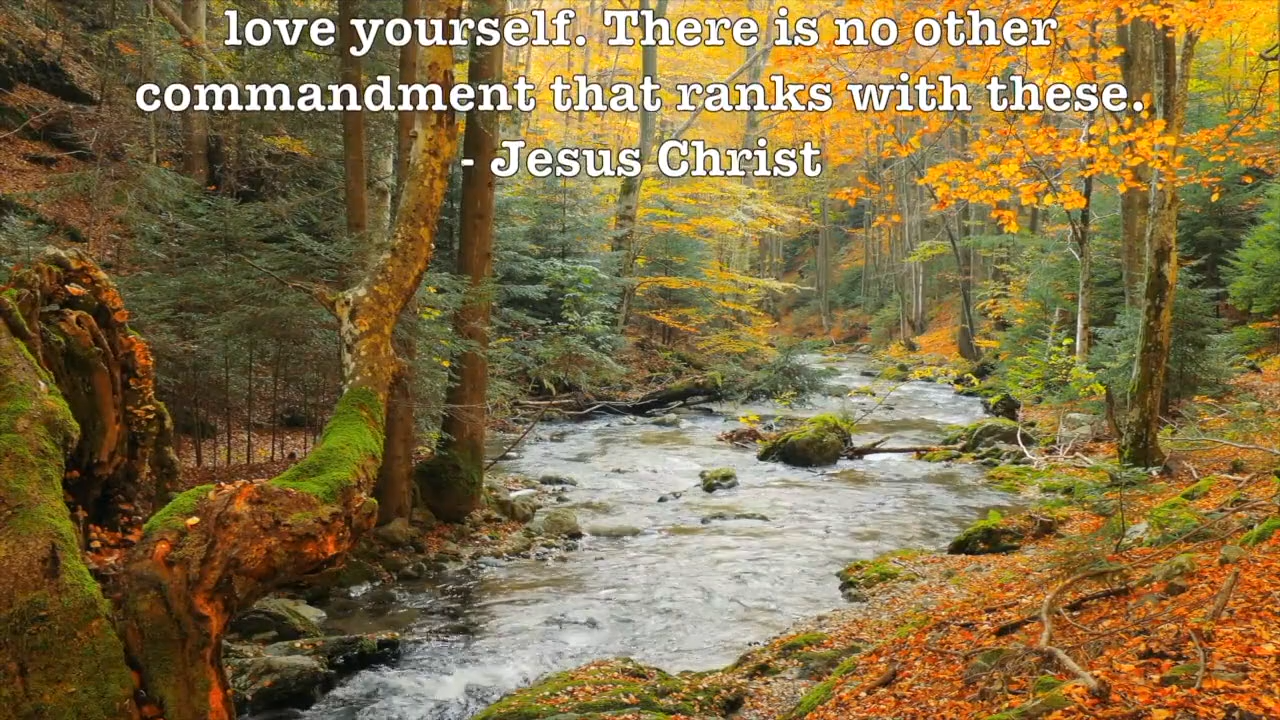 love yourself. There is no other
commandment that ranks with these.
- Jesus Christ